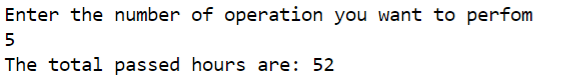 Enter the number of operation you want to perfom
5
The total passed hours are: 52